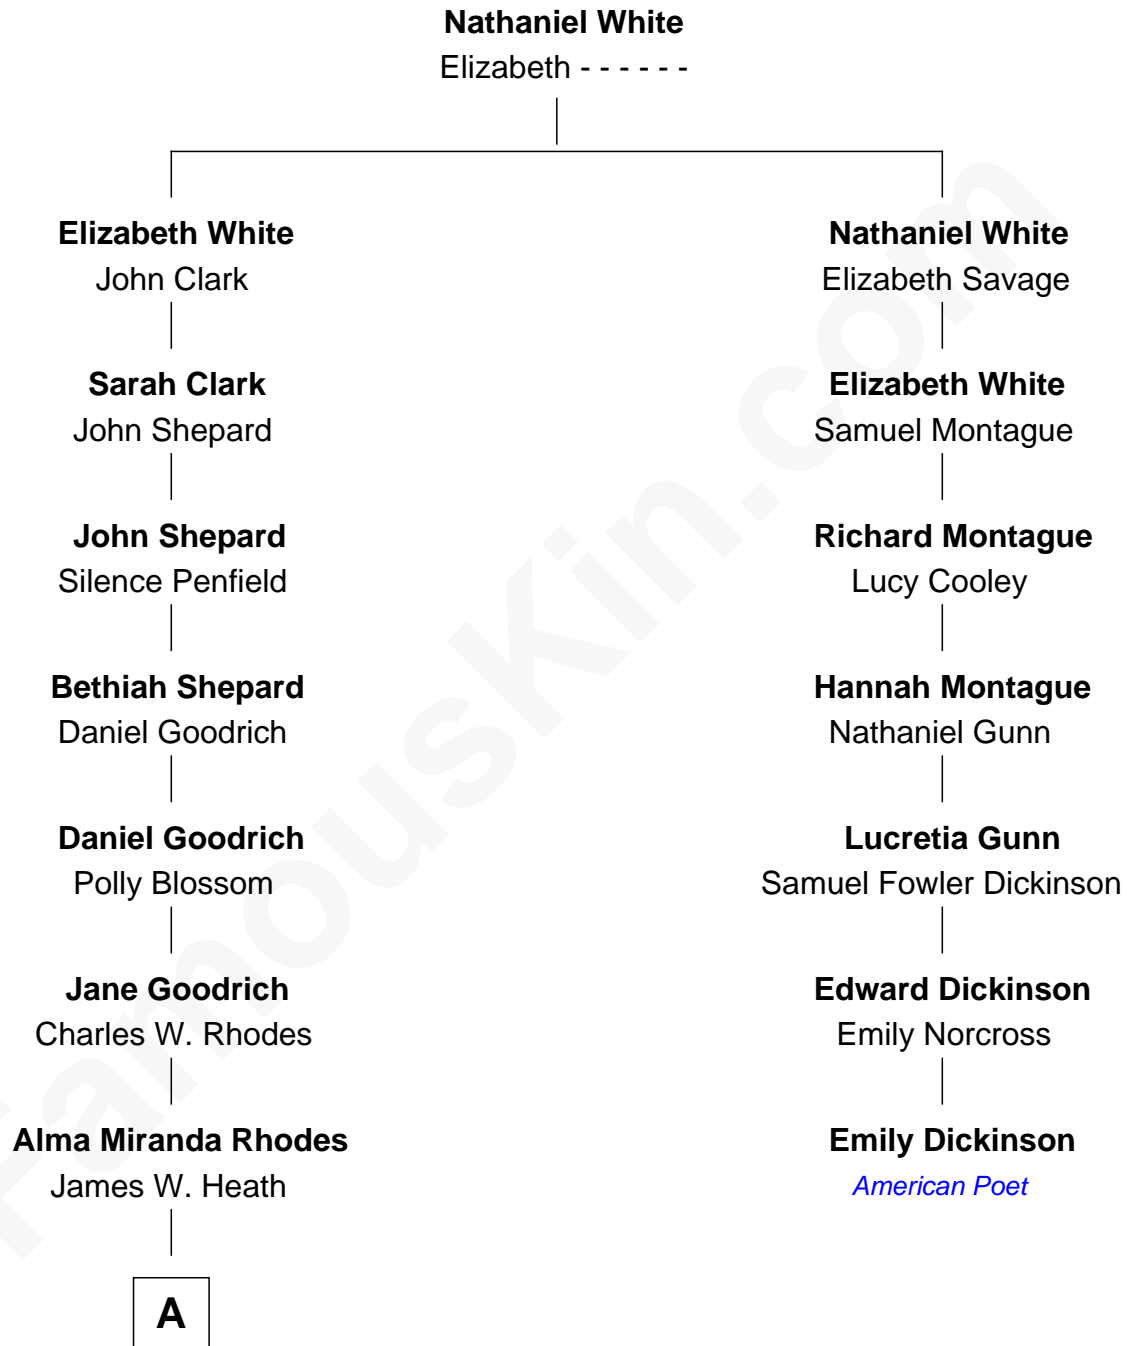 Nathaniel White
Elizabeth - - - - - -
Elizabeth White
John Clark
Nathaniel White
Elizabeth Savage
Sarah Clark
John Shepard
Elizabeth White
Samuel Montague
John Shepard
Silence Penfield
Richard Montague
Lucy Cooley
Bethiah Shepard
Daniel Goodrich
Hannah Montague
Nathaniel Gunn
Daniel Goodrich
Polly Blossom
Lucretia Gunn
Samuel Fowler Dickinson
Jane Goodrich
Charles W. Rhodes
Edward Dickinson
Emily Norcross
Alma Miranda Rhodes
James W. Heath
Emily Dickinson
American Poet
A
FamousKin.com